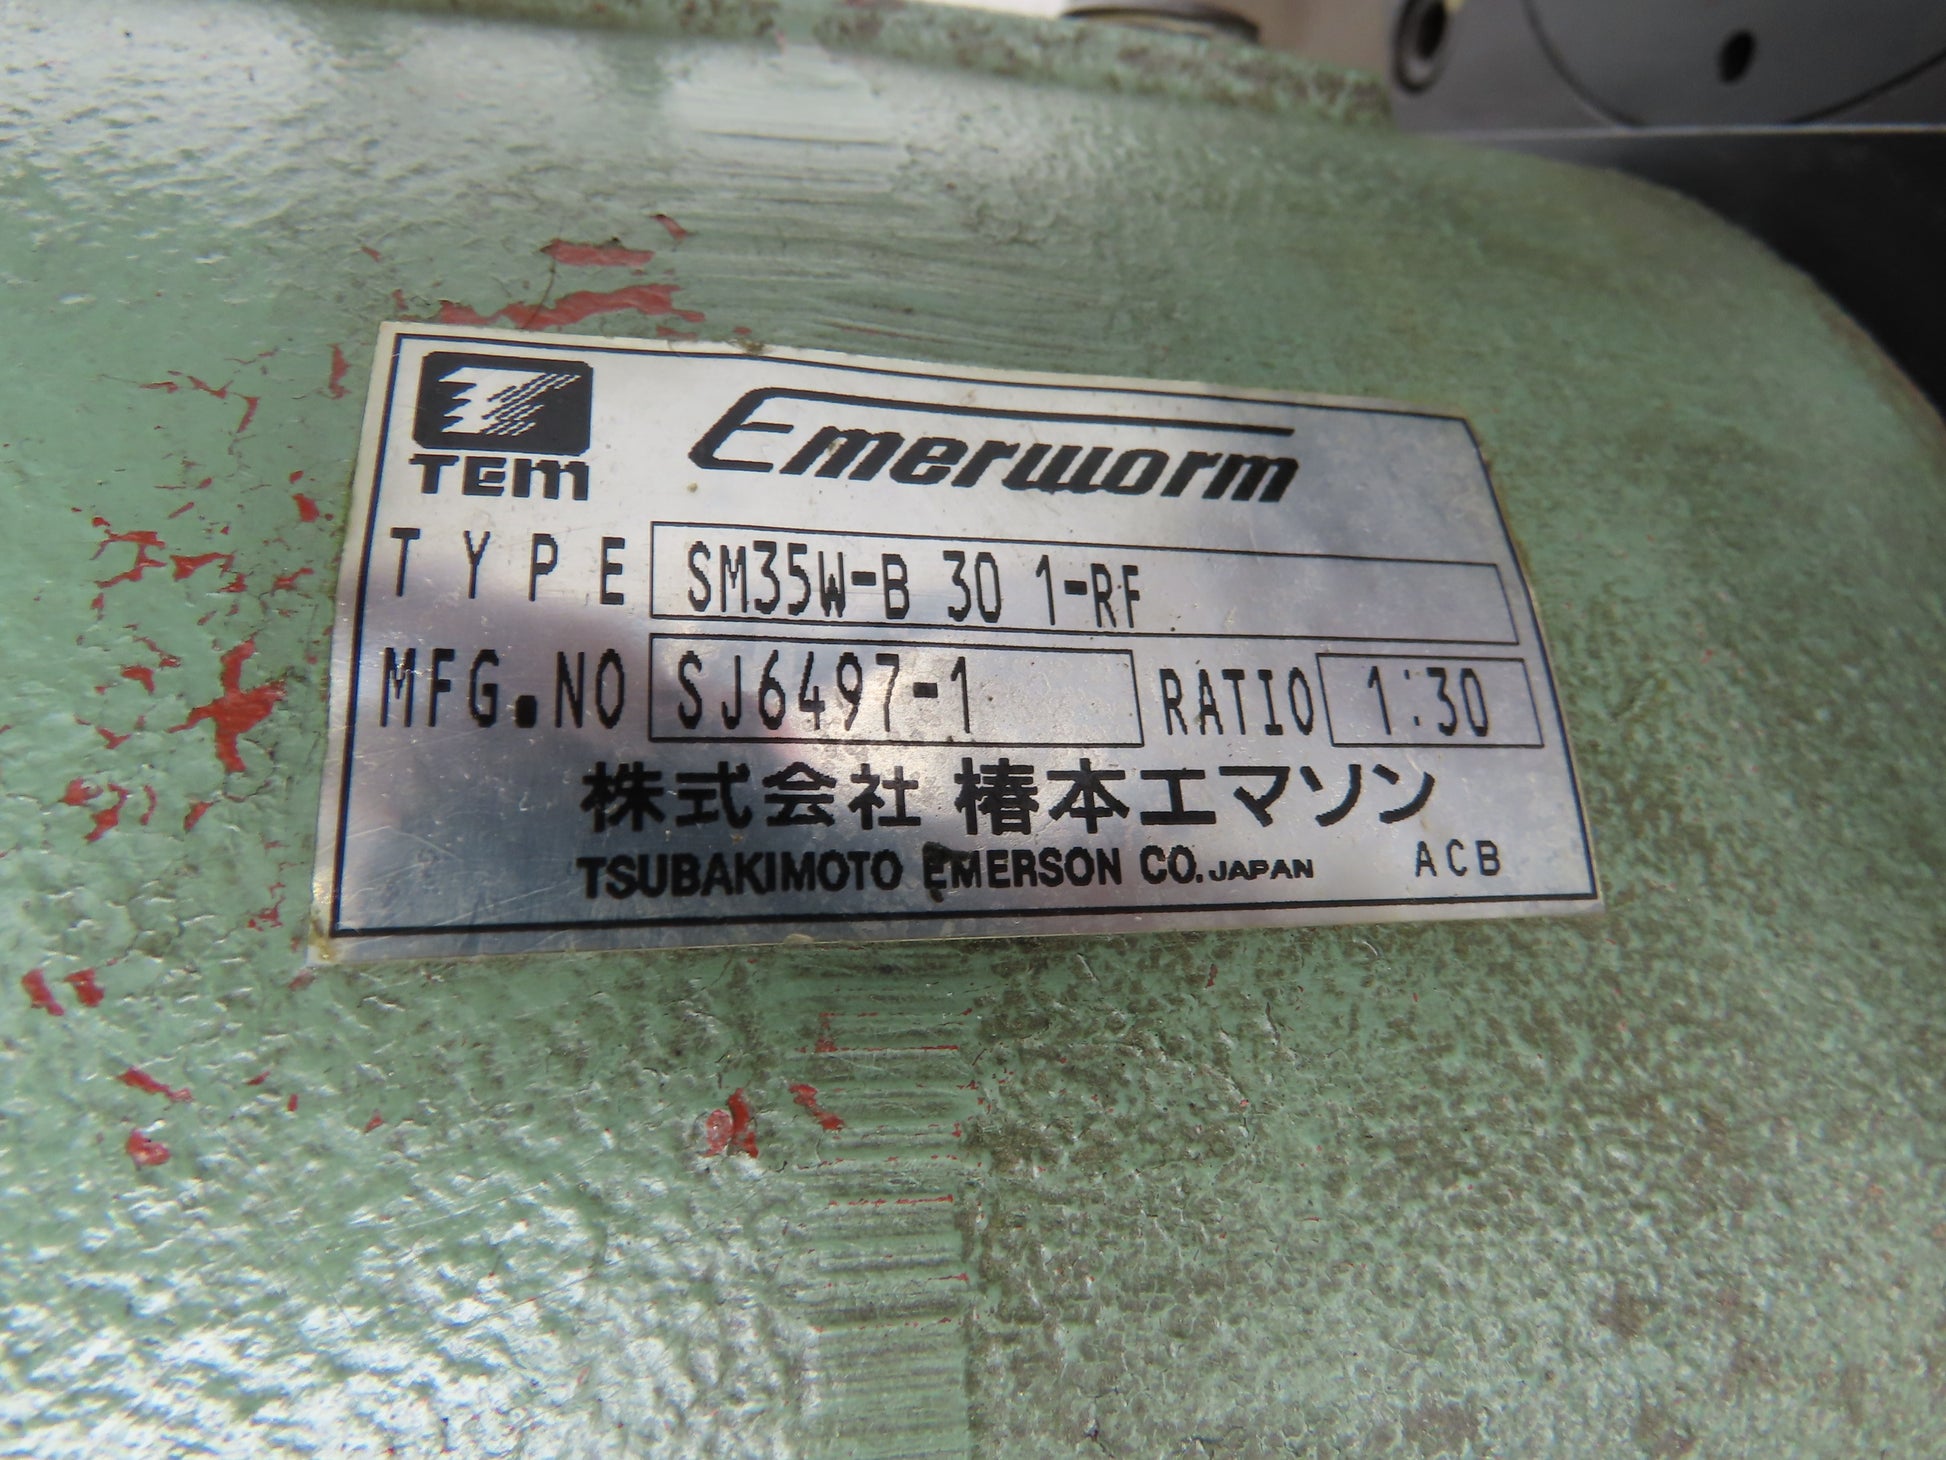 TEM Emerworm
TYPE SM35W-B 30 1-RF
MFG.NO SJ6497-1 RATIO 1:30
株式会社 椿本エマソン
TSUBAKIMOTO EMERSON CO. JAPAN ACB